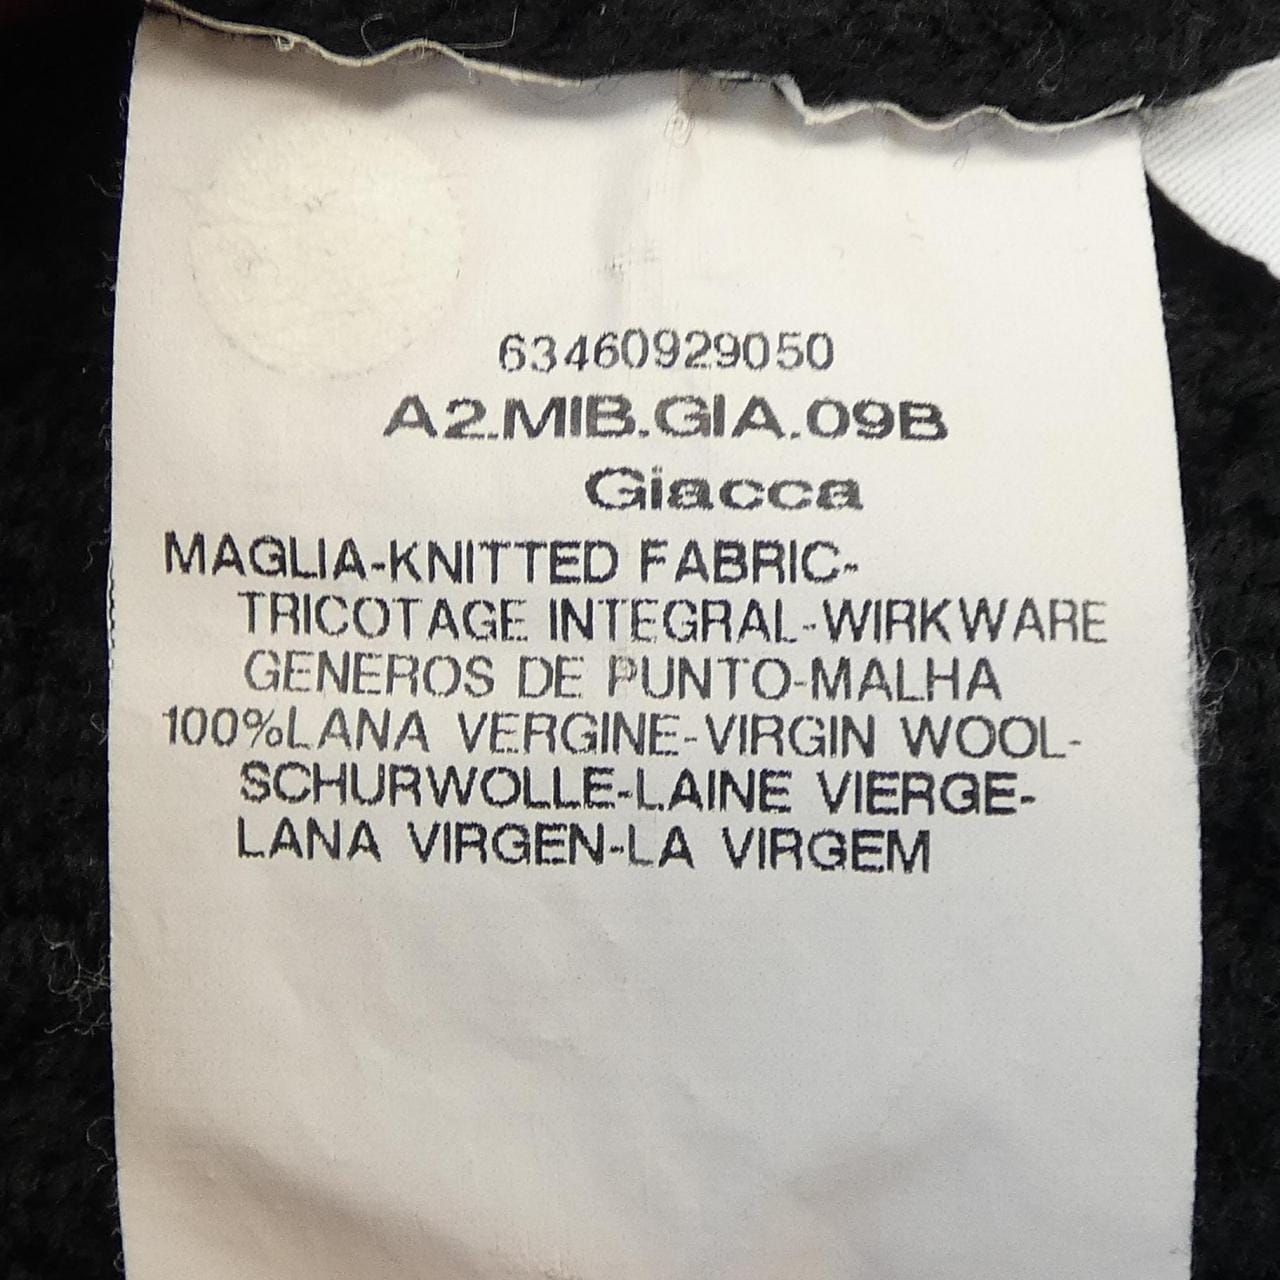 63460929050
A2.MIB.GIA.09B
Giacca
MAGLIA-KNITTED FABRIC-
TRICOTAGE INTEGRAL-WIRKWARE
GENEROS DE PUNTO-MALHA
100%LANA VERGINE-VIRGIN WOOL-
SCHURWOLLE-LAINE VIERGE-
LANA VIRGEN-LA VIRGEM